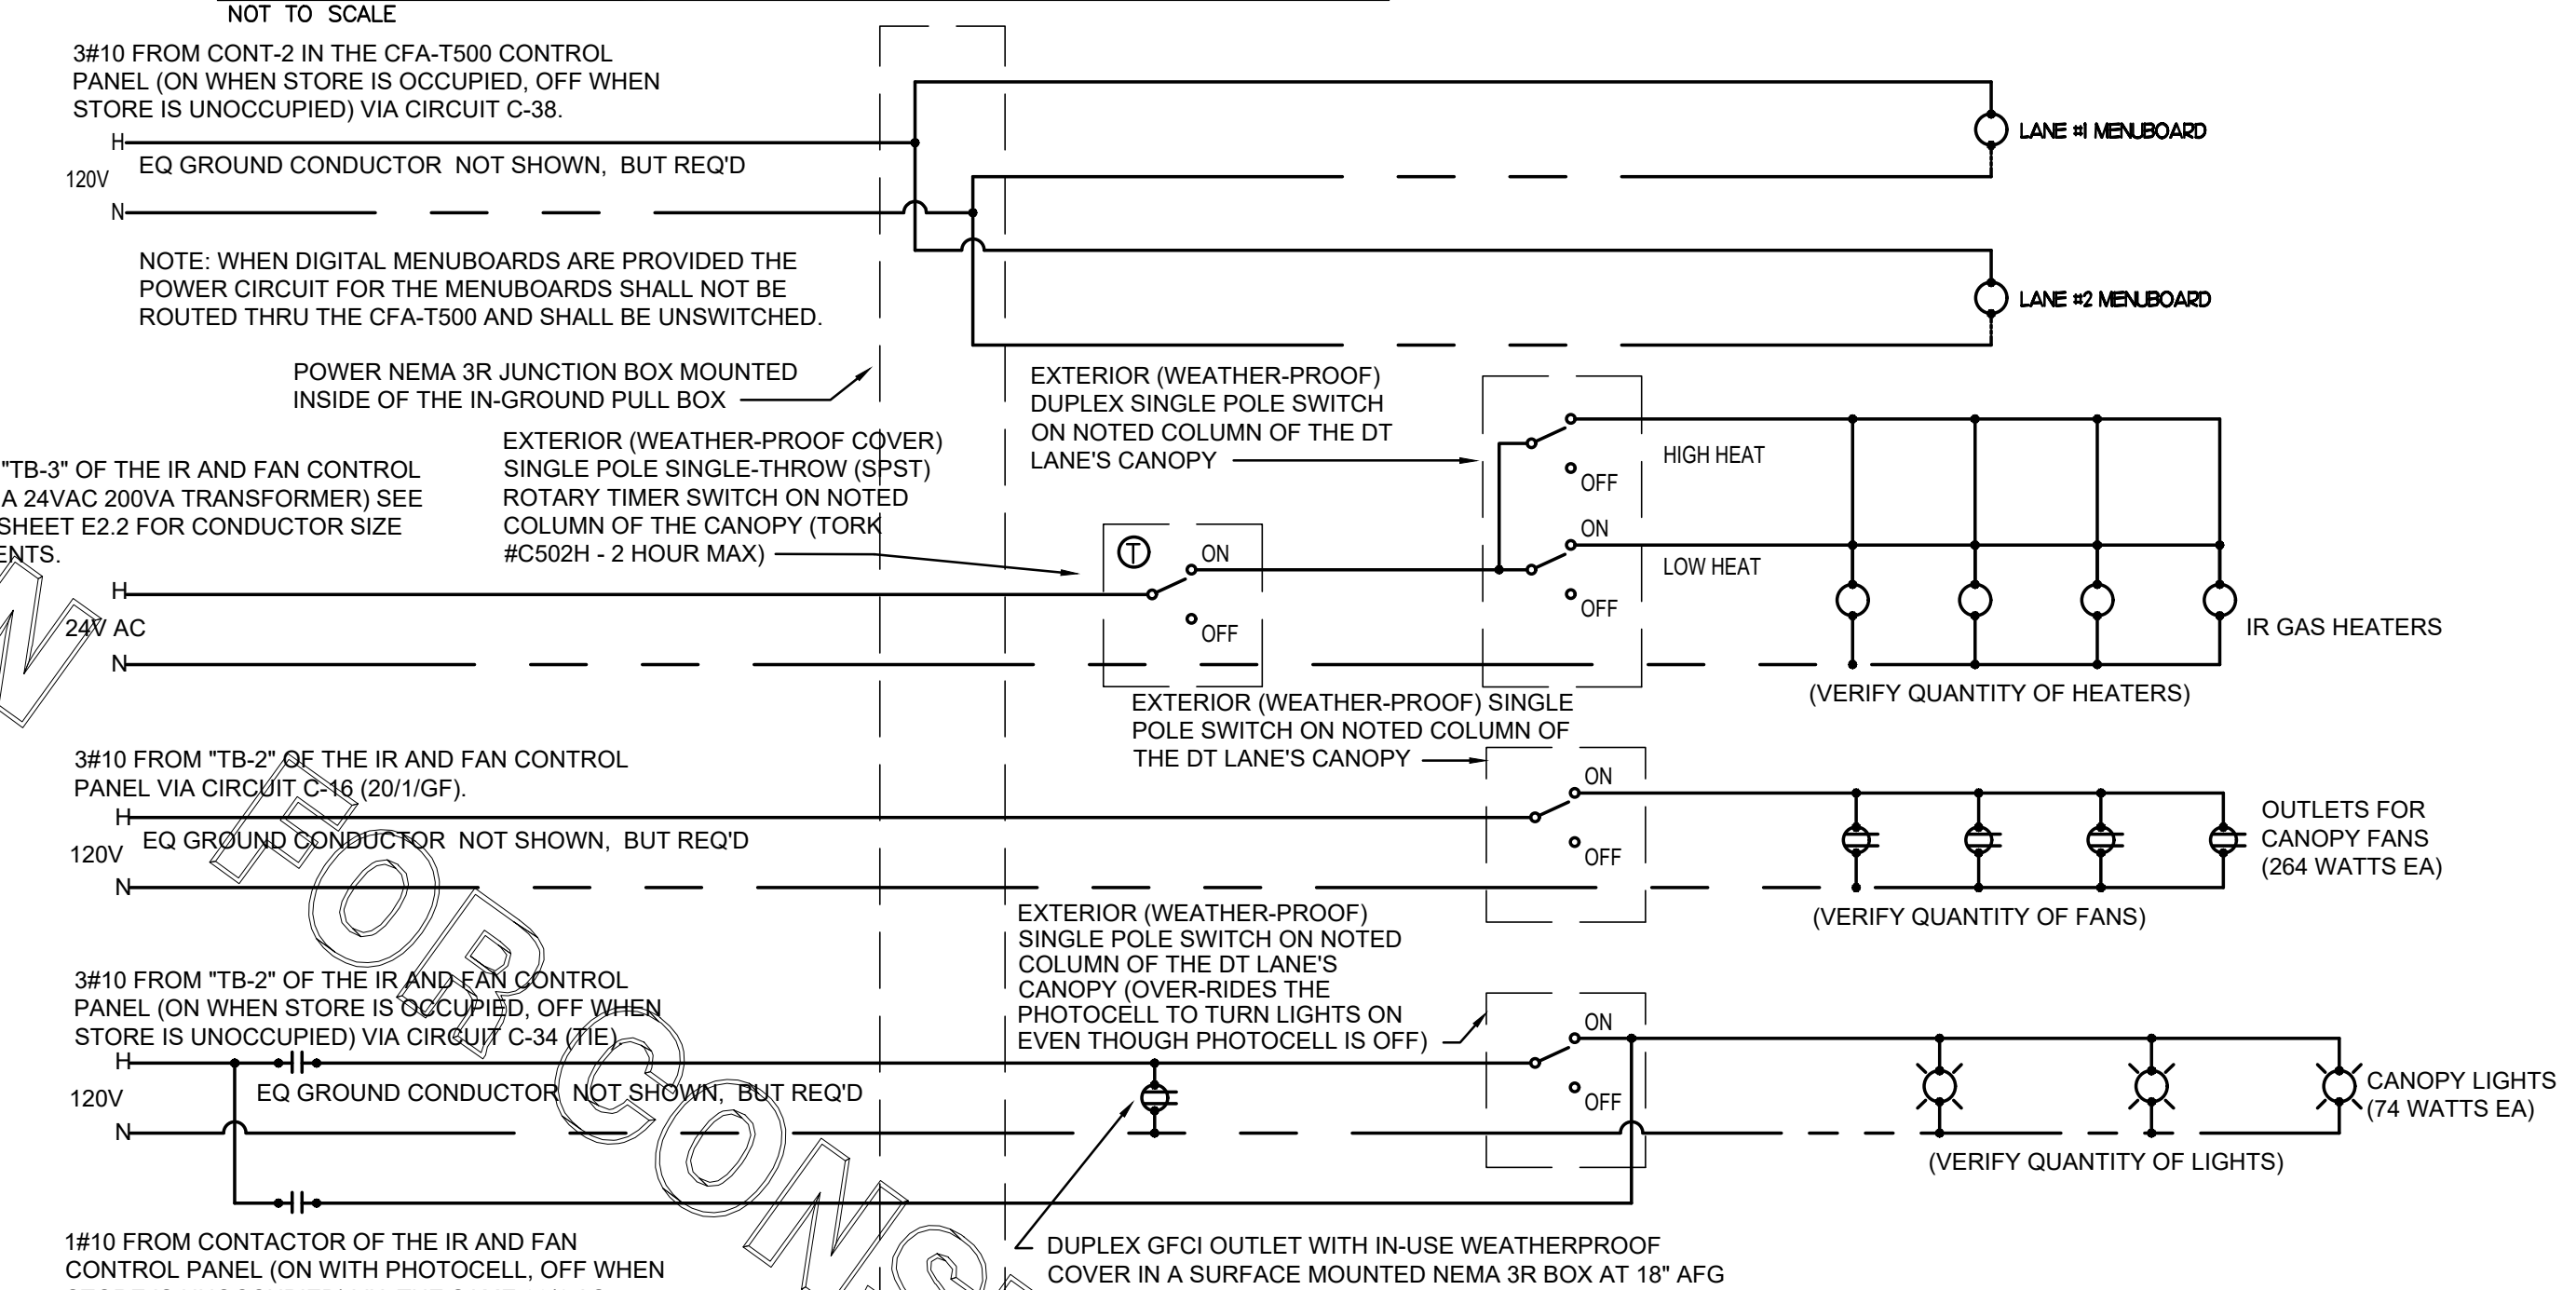 NOT TO SCALE
3#10 FROM CONT-2 IN THE CFA-T500 CONTROL
PANEL (ON WHEN STORE IS OCCUPIED, OFF WHEN
STORE IS UNOCCUPIED) VIA CIRCUIT C-38.
H
EQ GROUND CONDUCTOR NOT SHOWN, BUT REQ'D
120V
N
LANE #1 MENUBOARD
NOTE: WHEN DIGITAL MENUBOARDS ARE PROVIDED THE
POWER CIRCUIT FOR THE MENUBOARDS SHALL NOT BE
ROUTED THRU THE CFA-T500 AND SHALL BE UNSWITCHED.
LANE #2 MENUBOARD
POWER NEMA 3R JUNCTION BOX MOUNTED
INSIDE OF THE IN-GROUND PULL BOX
EXTERIOR (WEATHER-PROOF)
DUPLEX SINGLE POLE SWITCH
ON NOTED COLUMN OF THE DT
LANE'S CANOPY
"TB-3" OF THE IR AND FAN CONTROL
A 24VAC 200VA TRANSFORMER) SEE
SHEET E2.2 FOR CONDUCTOR SIZE
ENTS.
EXTERIOR (WEATHER-PROOF COVER)
SINGLE POLE SINGLE-THROW (SPST)
ROTARY TIMER SWITCH ON NOTED
COLUMN OF THE CANOPY (TORK
#C502H - 2 HOUR MAX)
T
ON
OFF
HIGH HEAT
OFF
ON
LOW HEAT
OFF
H
24V AC
N
IR GAS HEATERS
(VERIFY QUANTITY OF HEATERS)
EXTERIOR (WEATHER-PROOF) SINGLE
POLE SWITCH ON NOTED COLUMN OF
THE DT LANE'S CANOPY
3#10 FROM "TB-2" OF THE IR AND FAN CONTROL
PANEL VIA CIRCUIT C-16 (20/1/GF).
H
EQ GROUND CONDUCTOR NOT SHOWN, BUT REQ'D
120V
N
ON
OFF
OUTLETS FOR
CANOPY FANS
(264 WATTS EA)
(VERIFY QUANTITY OF FANS)
EXTERIOR (WEATHER-PROOF)
SINGLE POLE SWITCH ON NOTED
COLUMN OF THE DT LANE'S
CANOPY (OVER-RIDES THE
PHOTOCELL TO TURN LIGHTS ON
EVEN THOUGH PHOTOCELL IS OFF)
3#10 FROM "TB-2" OF THE IR AND FAN CONTROL
PANEL (ON WHEN STORE IS OCCUPIED, OFF WHEN
STORE IS UNOCCUPIED) VIA CIRCUIT C-34 (TIE)
H
EQ GROUND CONDUCTOR NOT SHOWN, BUT REQ'D
120V
N
ON
OFF
CANOPY LIGHTS
(74 WATTS EA)
(VERIFY QUANTITY OF LIGHTS)
1#10 FROM CONTACTOR OF THE IR AND FAN
CONTROL PANEL (ON WITH PHOTOCELL, OFF WHEN
DUPLEX GFCI OUTLET WITH IN-USE WEATHERPROOF
COVER IN A SURFACE MOUNTED NEMA 3R BOX AT 18" AFG
N
FOR CONS